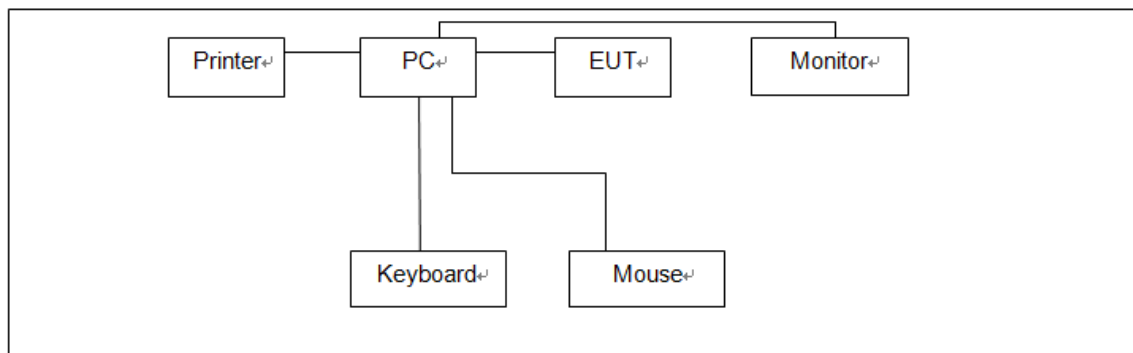 Printer↵
PC↵
EUT↵
Monitor↵
Keyboard↵
Mouse↵